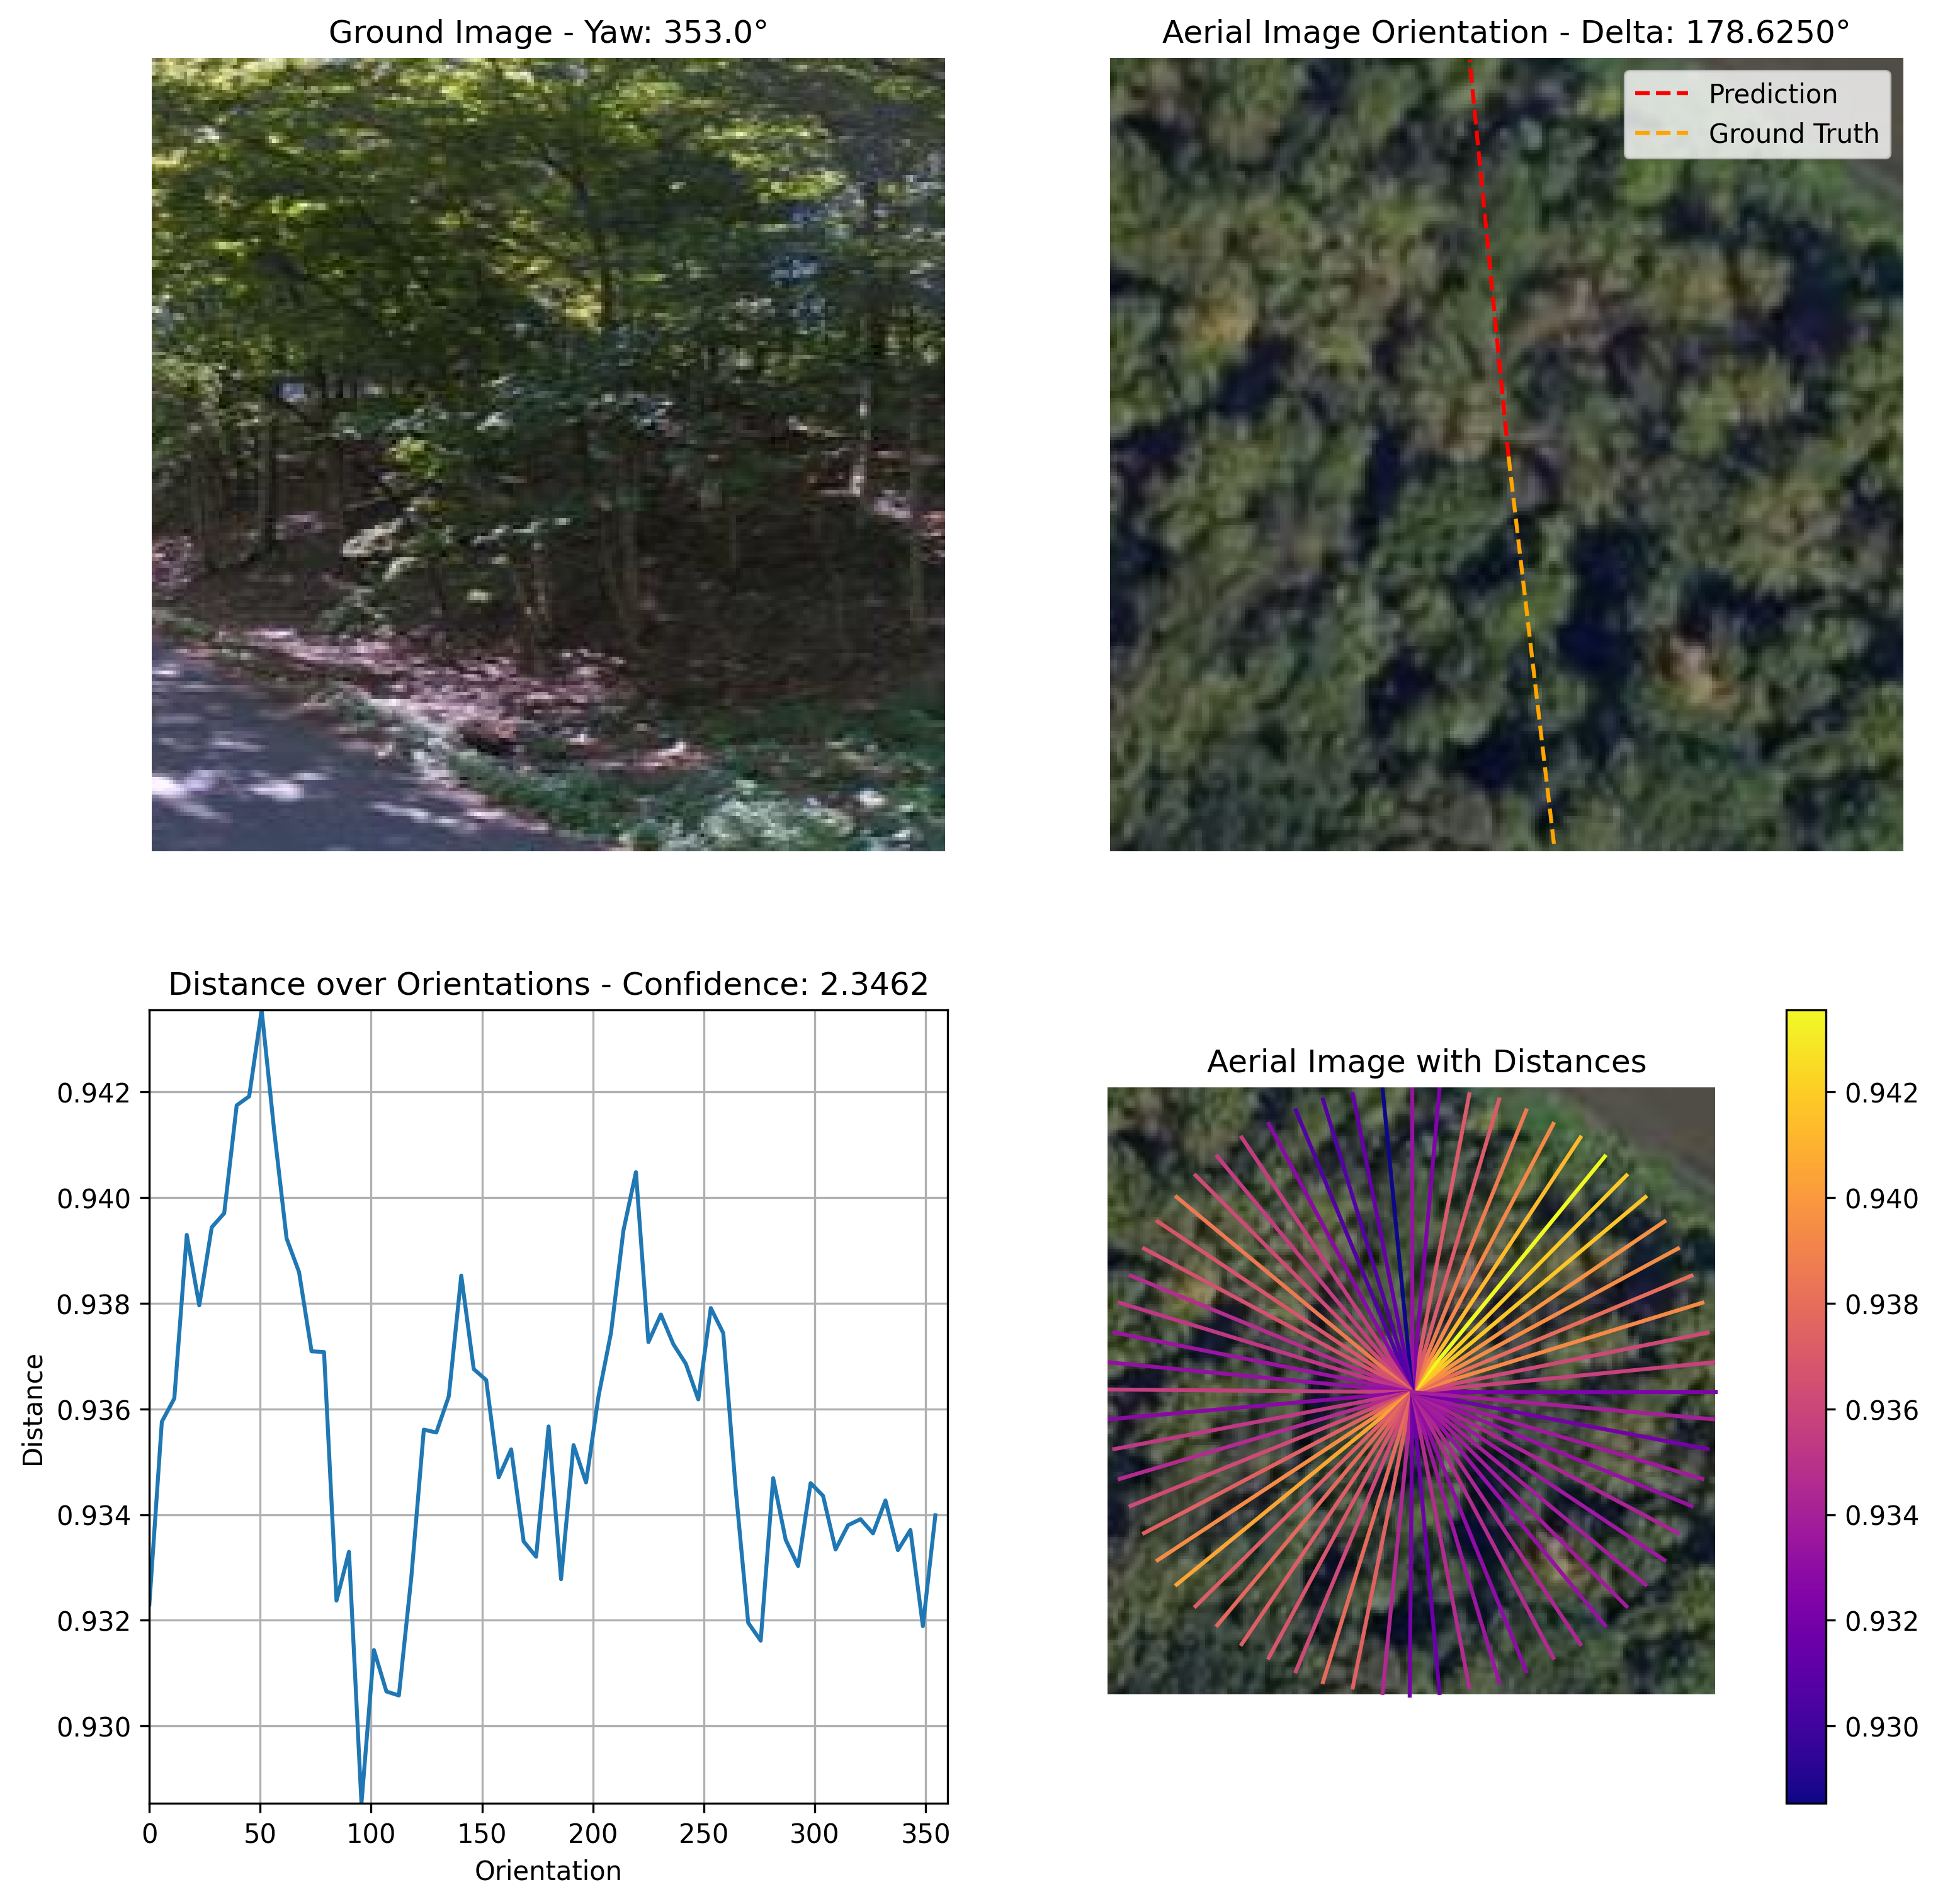 Ground Image - Yaw: 353.0°
Aerial Image Orientation - Delta: 178.6250°
Prediction
Ground Truth
Distance over Orientations - Confidence: 2.3462
0.942
0.940
0.938
0.936
0.934
0.932
0.930
Distance
0 50 100 150 200 250 300 350
Orientation
Aerial Image with Distances
0.942
0.940
0.938
0.936
0.934
0.932
0.930